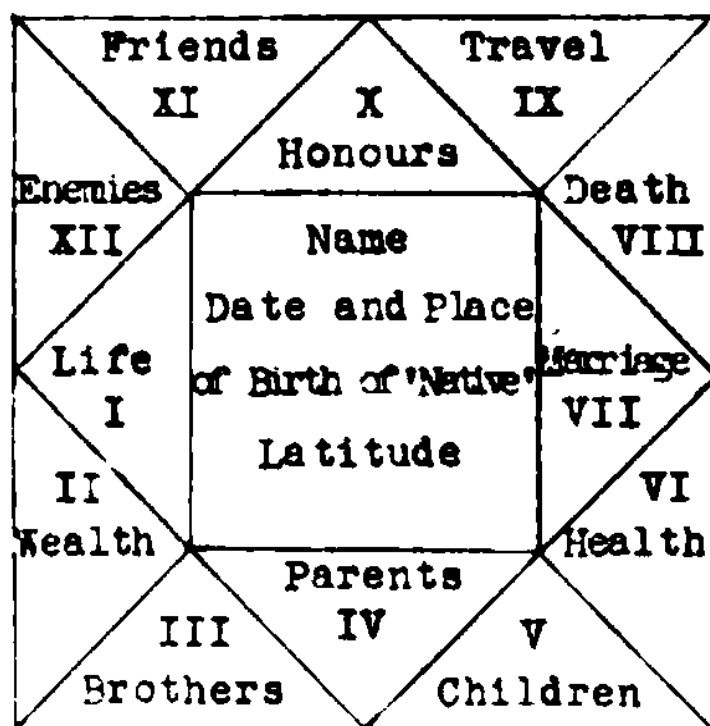 Friends
XI
Travel
IX
X
Honours
Enemies
XII
Death
VIII
Name
Date and Place
of Birth of 'Native'
Latitude
Life
I
Marriage
VII
II
Wealth
VI
Health
Parents
IV
III
Brothers
V
Children